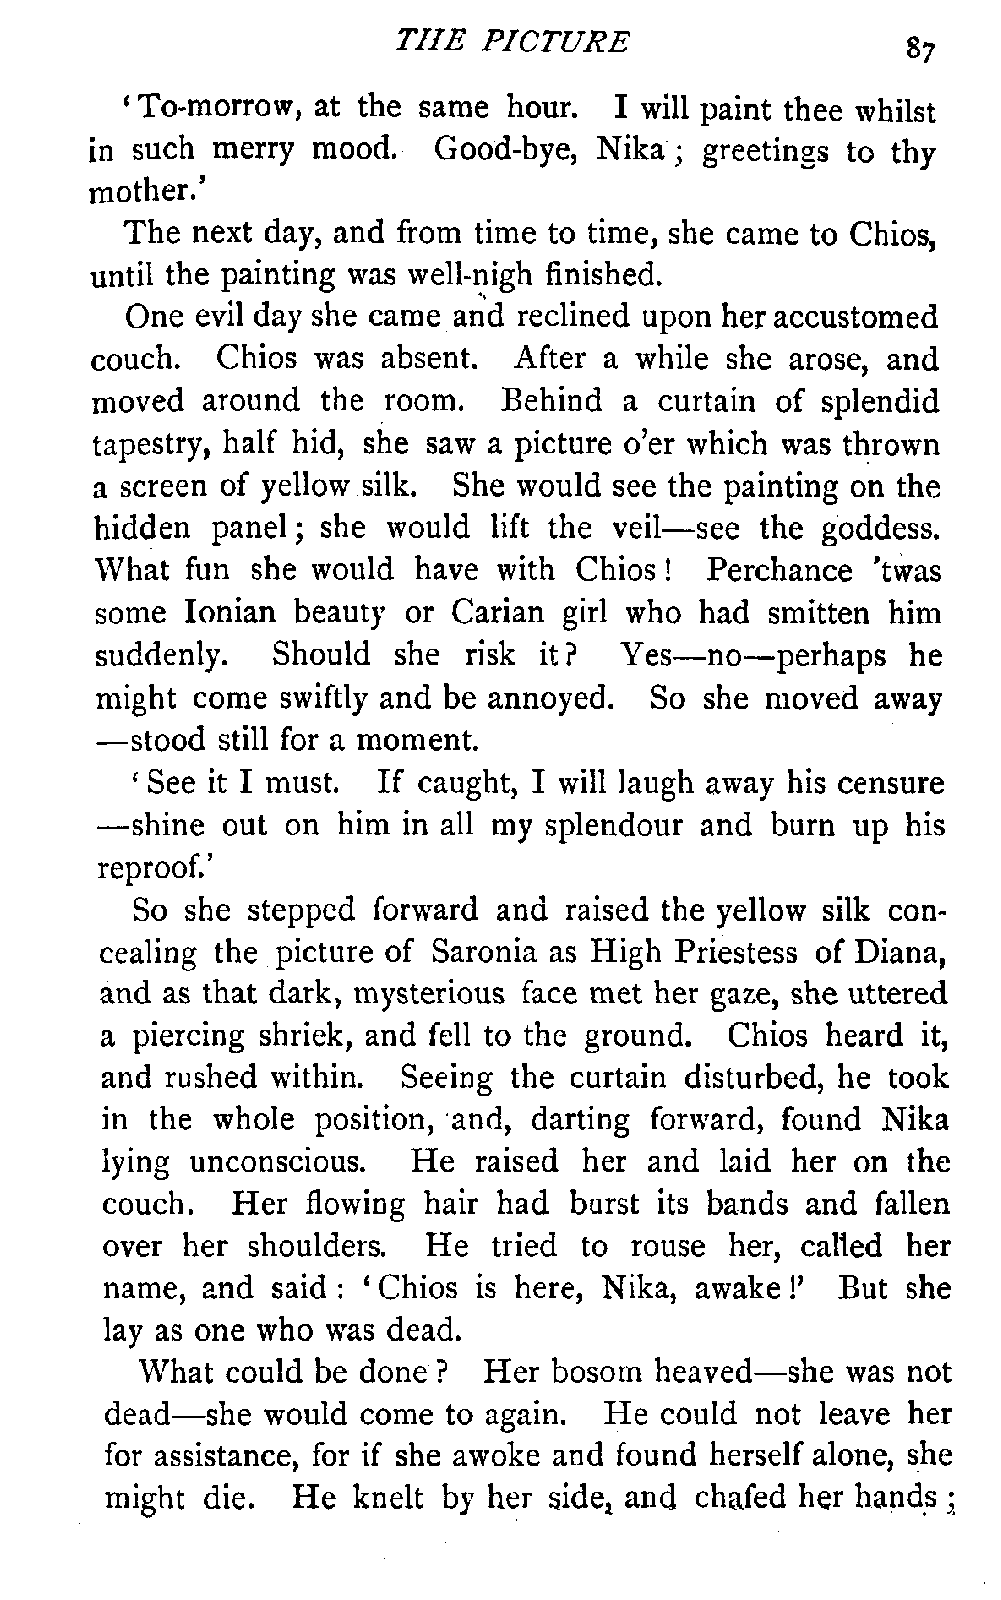 THE PICTURE 87
‘To-morrow, at the same hour. I will paint thee whilst
in such merry mood. Good-bye, Nika; greetings to thy
mother.’
The next day, and from time to time, she came to Chios,
until the painting was well-nigh finished.
One evil day she came and reclined upon her accustomed
couch. Chios was absent. After a while she arose, and
moved around the room. Behind a curtain of splendid
tapestry, half hid, she saw a picture o’er which was thrown
a screen of yellow silk. She would see the painting on the
hidden panel; she would lift the veil—see the goddess.
What fun she would have with Chios! Perchance ’twas
some Ionian beauty or Carian girl who had smitten him
suddenly. Should she risk it? Yes—no—perhaps he
might come swiftly and be annoyed. So she moved away
—stood still for a moment.
‘See it I must. If caught, I will laugh away his censure
—shine out on him in all my splendour and burn up his
reproof.’
So she stepped forward and raised the yellow silk con-
cealing the picture of Saronia as High Priestess of Diana,
and as that dark, mysterious face met her gaze, she uttered
a piercing shriek, and fell to the ground. Chios heard it,
and rushed within. Seeing the curtain disturbed, he took
in the whole position, and, darting forward, found Nika
lying unconscious. He raised her and laid her on the
couch. Her flowing hair had burst its bands and fallen
over her shoulders. He tried to rouse her, called her
name, and said: ‘Chios is here, Nika, awake!’ But she
lay as one who was dead.
What could be done? Her bosom heaved—she was not
dead—she would come to again. He could not leave her
for assistance, for if she awoke and found herself alone, she
might die. He knelt by her side, and chafed her hands;